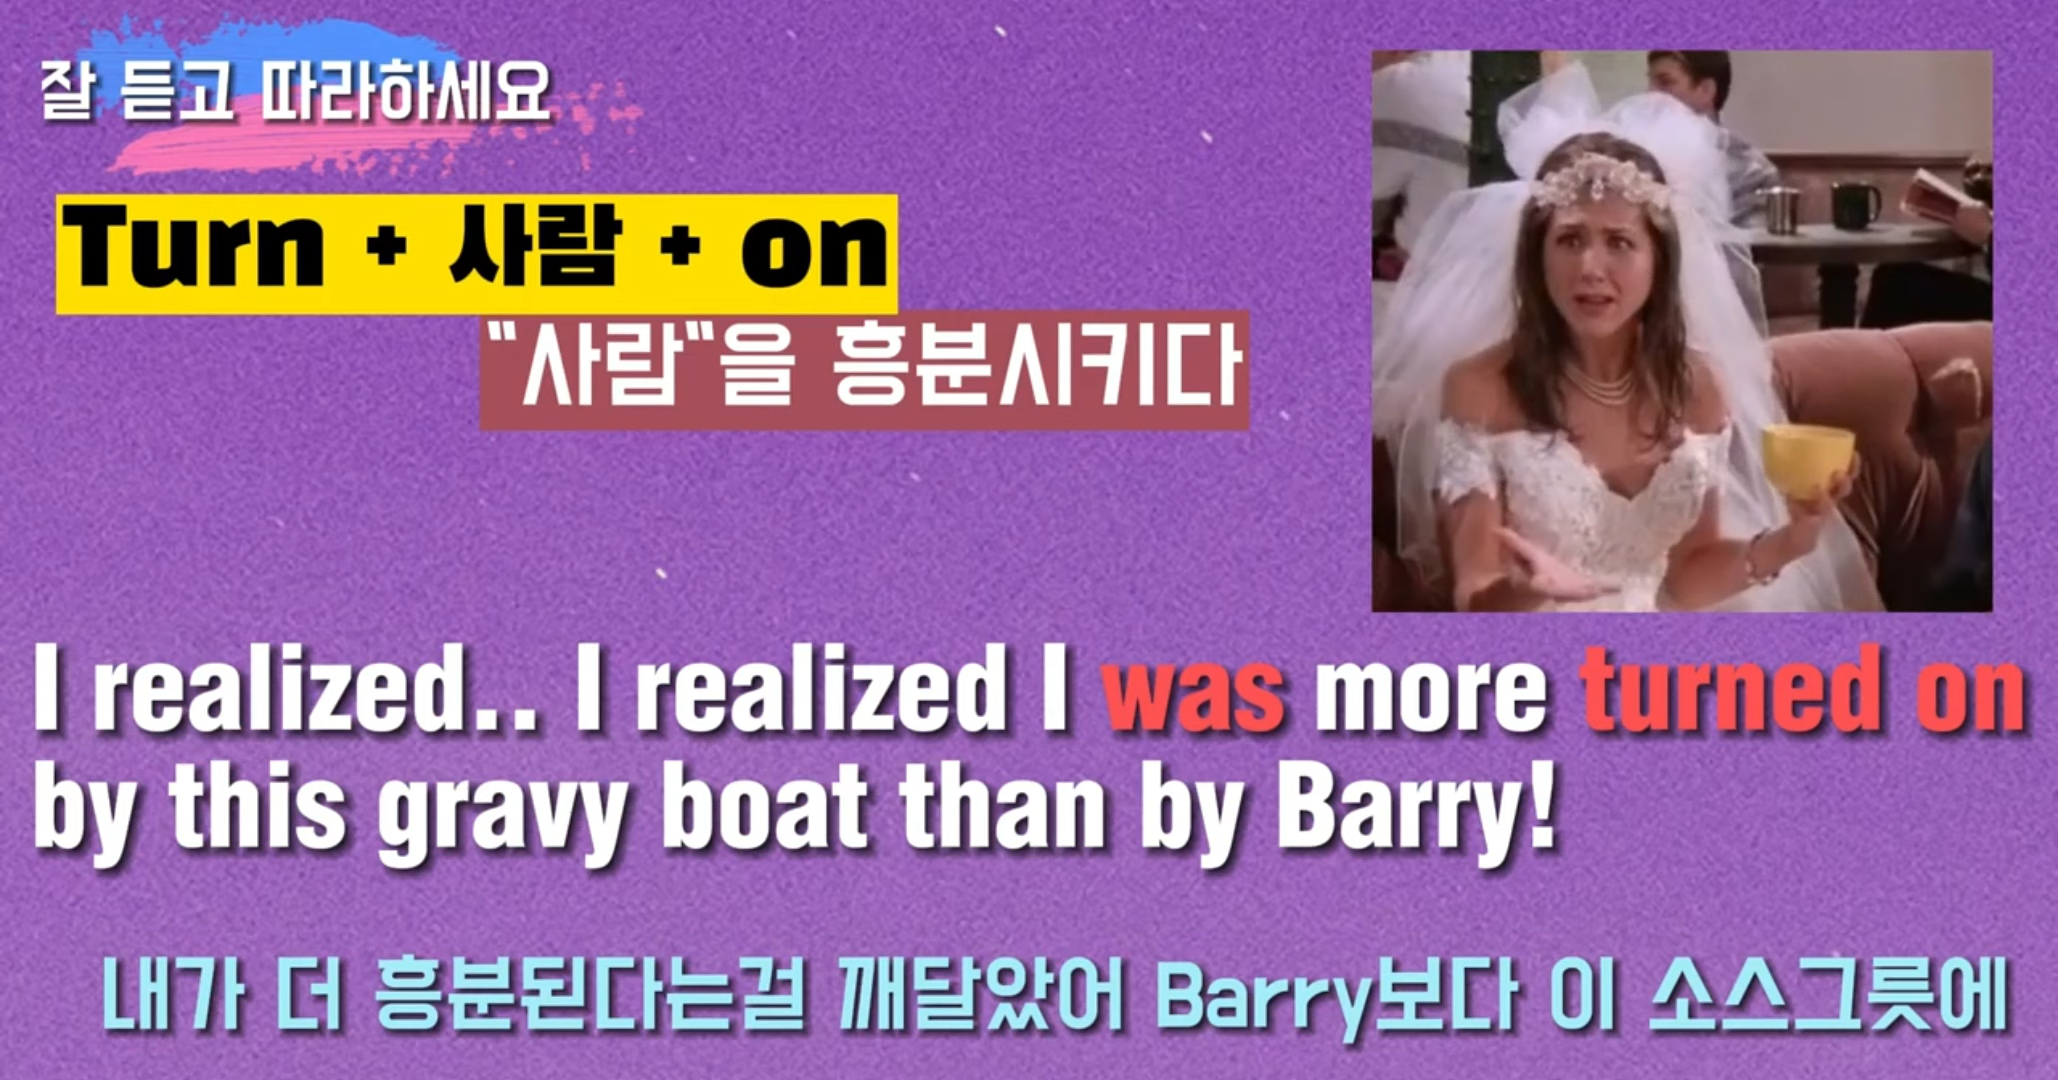 잘 듣고 따라하세요
Turn + 사람 + on
"사람"을 흥분시키다
I realized.. I realized I was more turned on
by this gravy boat than by Barry!
내가 더 흥분된다는걸 깨달았어 Barry보다 이 소스그릇에